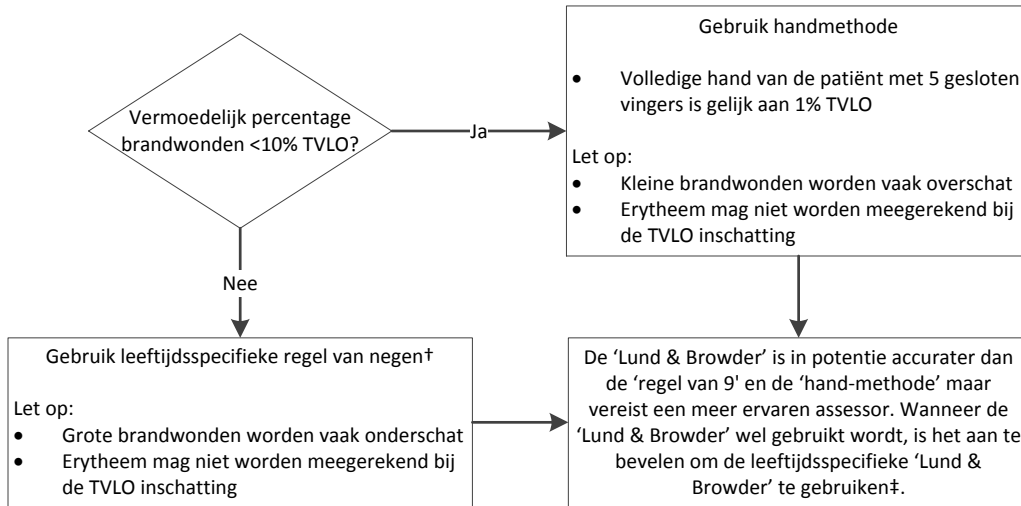 Vermoedelijk percentage
brandwonden <10% TVLO?
Ja
Gebruik handmethode
• Volledige hand van de patiënt met 5 gesloten
vingers is gelijk aan 1% TVLO
Let op:
• Kleine brandwonden worden vaak overschat
• Erytheem mag niet worden meegerekend bij
de TVLO inschatting
Nee
Gebruik leeftijdsspecifieke regel van negen†
Let op:
• Grote brandwonden worden vaak onderschat
• Erytheem mag niet worden meegerekend bij
de TVLO inschatting
De ‘Lund & Browder’ is in potentie accurater dan
de ‘regel van 9' en de ‘hand-methode’ maar
vereist een meer ervaren assessor. Wanneer de
‘Lund & Browder’ wel gebruikt wordt, is het aan te
bevelen om de leeftijdsspecifieke ‘Lund &
Browder’ te gebruiken‡.